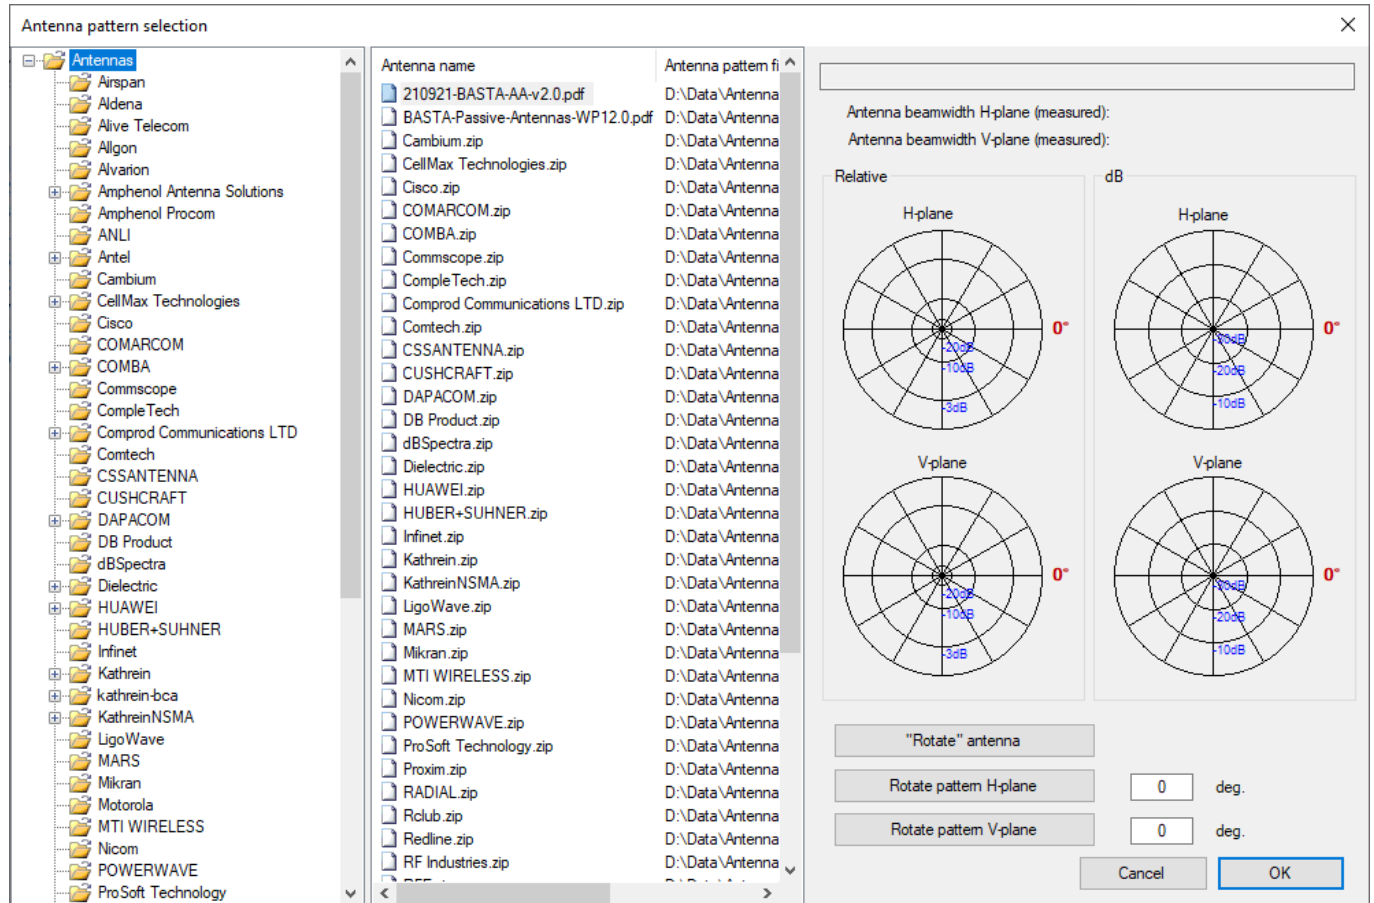 Antenna pattern selection
Antennas
Airspan
Aldena
Alive Telecom
Allgon
Alvarion
Amphenol Antenna Solutions
Amphenol Procom
ANLI
Antel
Cambium
CellMax Technologies
Cisco
COMARCOM
COMBA
Commscope
CompleTech
Comprod Communications LTD
Comtech
CSSANTENNA
CUSHCRAFT
DAPACOM
DB Product
dBSpectra
Dielectric
HUAWEI
HUBER+SUHNER
Infinet
Kathrein
kathrein-bca
KathreinNSMA
LigoWave
MARS
Mikran
Motorola
MTI WIRELESS
Nicom
POWERWAVE
ProSoft Technology
Antenna name Antenna pattern fi
210921-BASTA-AA-v2.0.pdf D:\Data\Antenna
BASTA-Passive-Antennas-WP12.0.pdf D:\Data\Antenna
Cambium.zip D:\Data\Antenna
CellMax Technologies.zip D:\Data\Antenna
Cisco.zip D:\Data\Antenna
COMARCOM.zip D:\Data\Antenna
COMBA.zip D:\Data\Antenna
Commscope.zip D:\Data\Antenna
CompleTech.zip D:\Data\Antenna
Comprod Communications LTD.zip D:\Data\Antenna
Comtech.zip D:\Data\Antenna
CSSANTENNA.zip D:\Data\Antenna
CUSHCRAFT.zip D:\Data\Antenna
DAPACOM.zip D:\Data\Antenna
DB Product.zip D:\Data\Antenna
dBSpectra.zip D:\Data\Antenna
Dielectric.zip D:\Data\Antenna
HUAWEI.zip D:\Data\Antenna
HUBER+SUHNER.zip D:\Data\Antenna
Infinet.zip D:\Data\Antenna
Kathrein.zip D:\Data\Antenna
KathreinNSMA.zip D:\Data\Antenna
LigoWave.zip D:\Data\Antenna
MARS.zip D:\Data\Antenna
Mikran.zip D:\Data\Antenna
MTI WIRELESS.zip D:\Data\Antenna
Nicom.zip D:\Data\Antenna
POWERWAVE.zip D:\Data\Antenna
ProSoft Technology.zip D:\Data\Antenna
Proxim.zip D:\Data\Antenna
RADIAL.zip D:\Data\Antenna
Rclub.zip D:\Data\Antenna
Redline.zip D:\Data\Antenna
RF Industries.zip D:\Data\Antenna
Antenna beamwidth H-plane (measured):
Antenna beamwidth V-plane (measured):
Relative
H-plane
0°
-20dB
-10dB
-3dB
V-plane
0°
-20dB
-10dB
-3dB
dB
H-plane
0°
-30dB
-20dB
-10dB
V-plane
0°
-30dB
-20dB
-10dB
"Rotate" antenna
Rotate pattern H-plane 0 deg.
Rotate pattern V-plane 0 deg.
Cancel OK